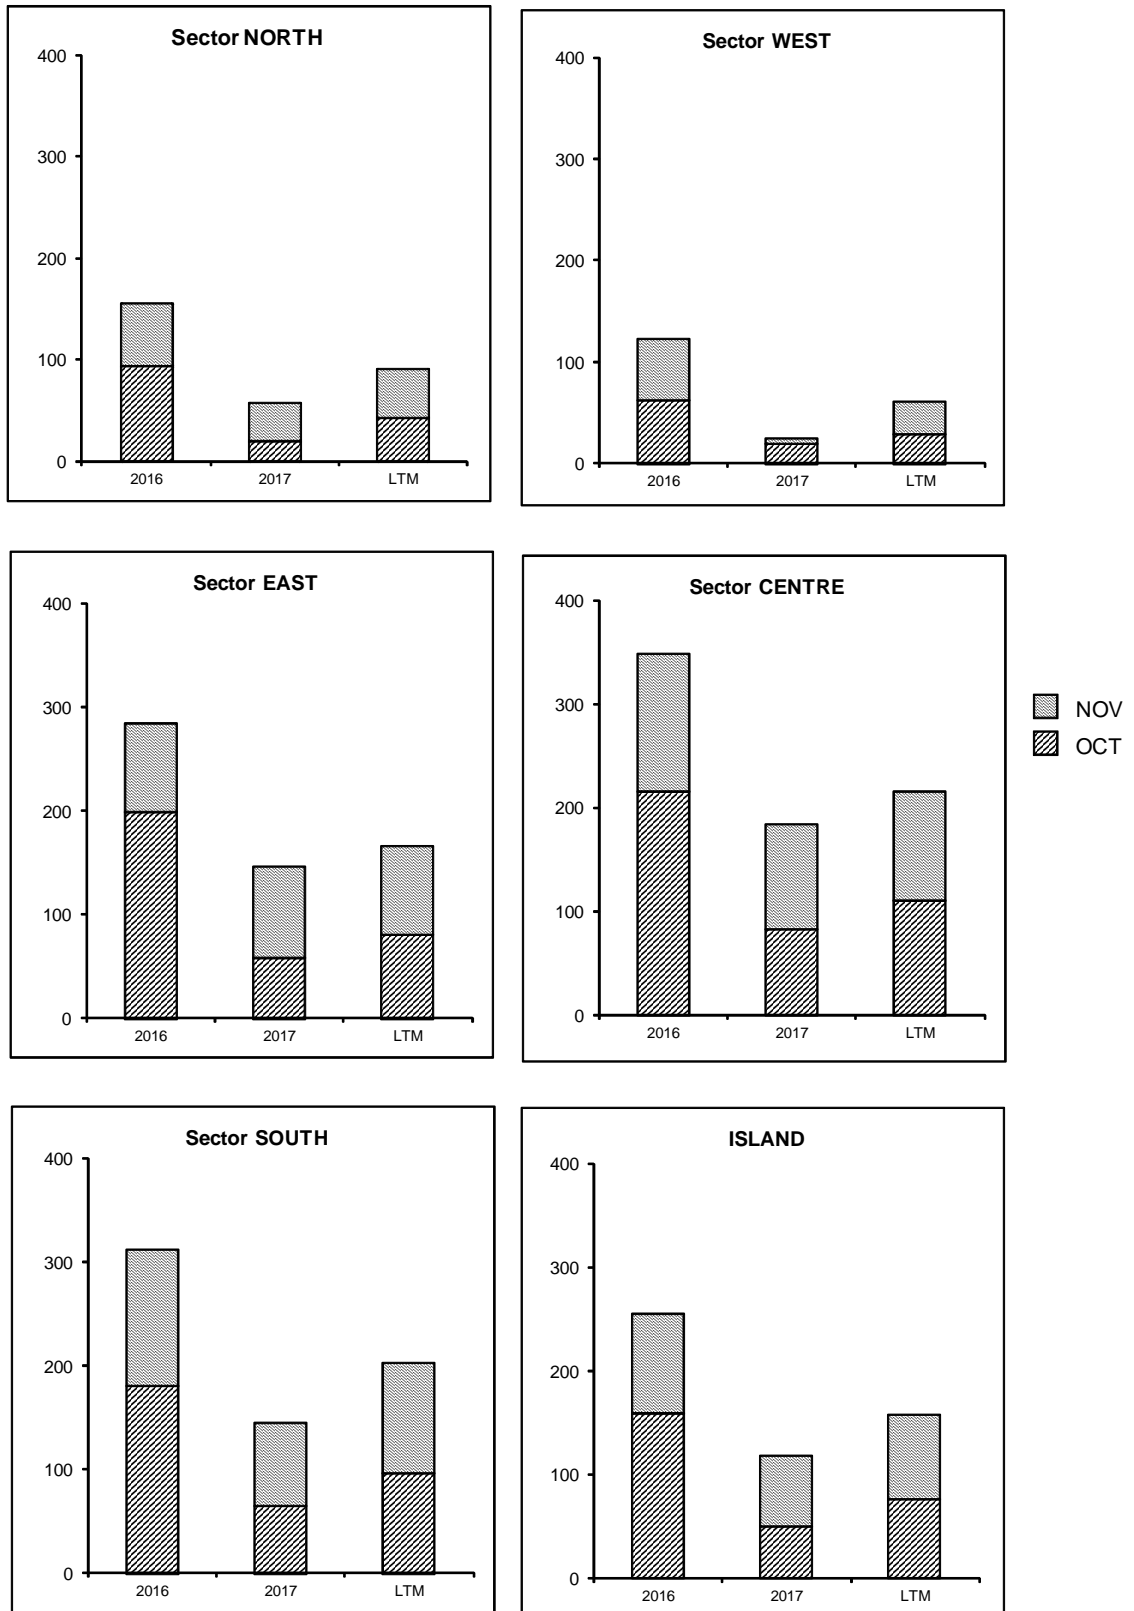 Sector NORTH
400
300
200
100
0
2016 2017 LTM
Sector WEST
400
300
200
100
0
2016 2017 LTM
Sector EAST
400
300
200
100
0
2016 2017 LTM
Sector CENTRE
400
300
200
100
0
2016 2017 LTM
NOV
OCT
Sector SOUTH
400
300
200
100
0
2016 2017 LTM
ISLAND
400
300
200
100
0
2016 2017 LTM